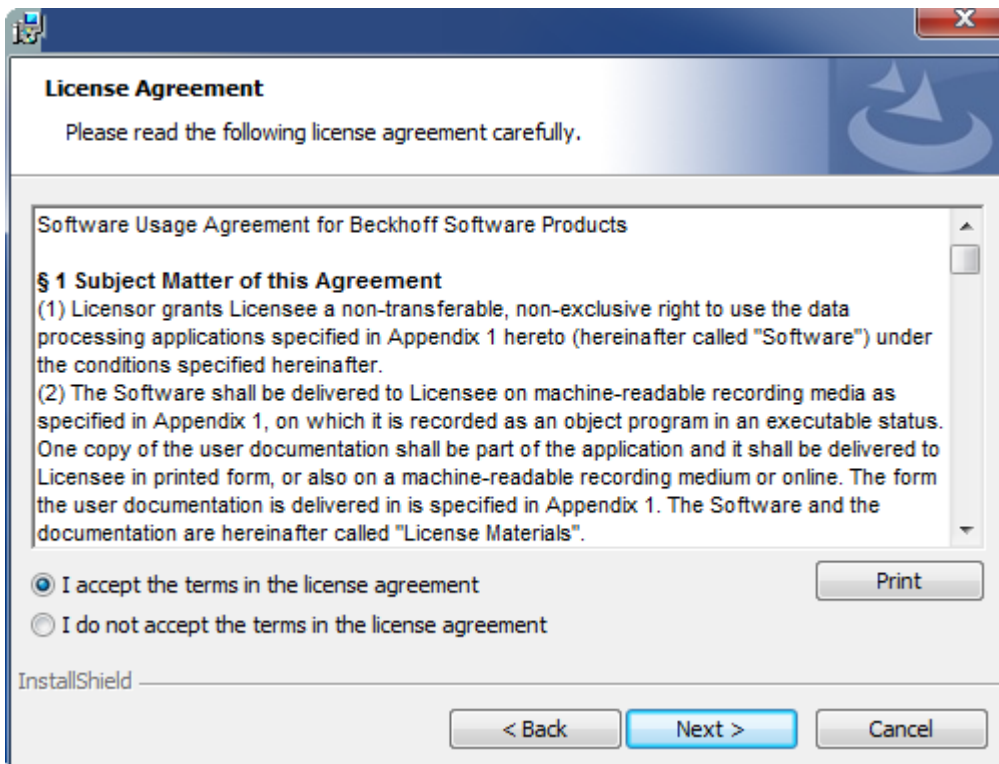 License Agreement
Please read the following license agreement carefully.
Software Usage Agreement for Beckhoff Software Products
§ 1 Subject Matter of this Agreement
(1) Licensor grants Licensee a non-transferable, non-exclusive right to use the data
processing applications specified in Appendix 1 hereto (hereinafter called "Software") under
the conditions specified hereinafter.
(2) The Software shall be delivered to Licensee on machine-readable recording media as
specified in Appendix 1, on which it is recorded as an object program in an executable status.
One copy of the user documentation shall be part of the application and it shall be delivered to
Licensee in printed form, or also on a machine-readable recording medium or online. The form
the user documentation is delivered in is specified in Appendix 1. The Software and the
documentation are hereinafter called "License Materials".
I accept the terms in the license agreement
Print
I do not accept the terms in the license agreement
InstallShield
< Back
Next >
Cancel